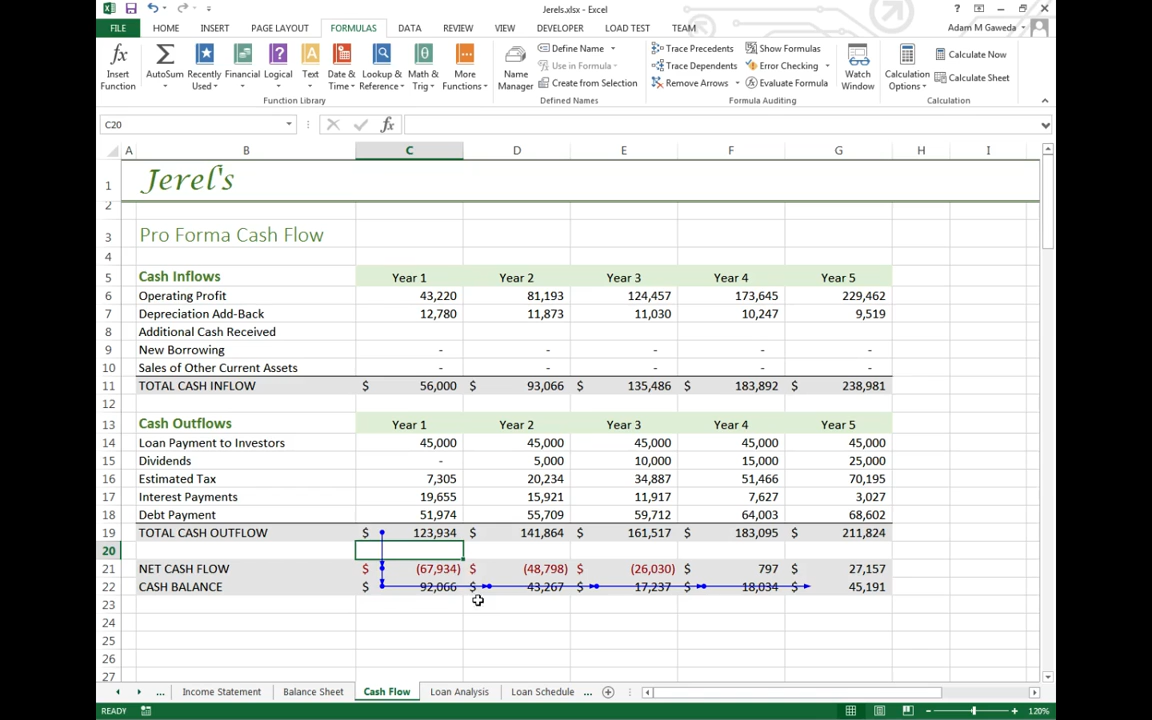 Jerels.xlsx - Excel
FILE HOME INSERT PAGE LAYOUT FORMULAS DATA REVIEW VIEW DEVELOPER LOAD TEST TEAM Adam M Gaweda
Insert Function
AutoSum
Recently Used
Financial
Logical
Text
Date & Time
Lookup & Reference
Math & Trig
More Functions
Function Library
Name Manager
Define Name
Use in Formula
Create from Selection
Defined Names
Trace Precedents
Trace Dependents
Remove Arrows
Show Formulas
Error Checking
Evaluate Formula
Formula Auditing
Watch Window
Calculation Options
Calculate Now
Calculate Sheet
Calculation
C20 fx
A B C D E F G H I
1 Jerel's
2
3 Pro Forma Cash Flow
4
5 Cash Inflows Year 1 Year 2 Year 3 Year 4 Year 5
6 Operating Profit 43,220 81,193 124,457 173,645 229,462
7 Depreciation Add-Back 12,780 11,873 11,030 10,247 9,519
8 Additional Cash Received
9 New Borrowing - - - - -
10 Sales of Other Current Assets - - - - -
11 TOTAL CASH INFLOW $ 56,000 $ 93,066 $ 135,486 $ 183,892 $ 238,981
12
13 Cash Outflows Year 1 Year 2 Year 3 Year 4 Year 5
14 Loan Payment to Investors 45,000 45,000 45,000 45,000 45,000
15 Dividends - 5,000 10,000 15,000 25,000
16 Estimated Tax 7,305 20,234 34,887 51,466 70,195
17 Interest Payments 19,655 15,921 11,917 7,627 3,027
18 Debt Payment 51,974 55,709 59,712 64,003 68,602
19 TOTAL CASH OUTFLOW $ 123,934 $ 141,864 $ 161,517 $ 183,095 $ 211,824
20
21 NET CASH FLOW $ (67,934) $ (48,798) $ (26,030) $ 797 $ 27,157
22 CASH BALANCE $ 92,066 $ 43,267 $ 17,237 $ 18,034 $ 45,191
23
24
25
26
27
... Income Statement Balance Sheet Cash Flow Loan Analysis Loan Schedule ...
READY 120%